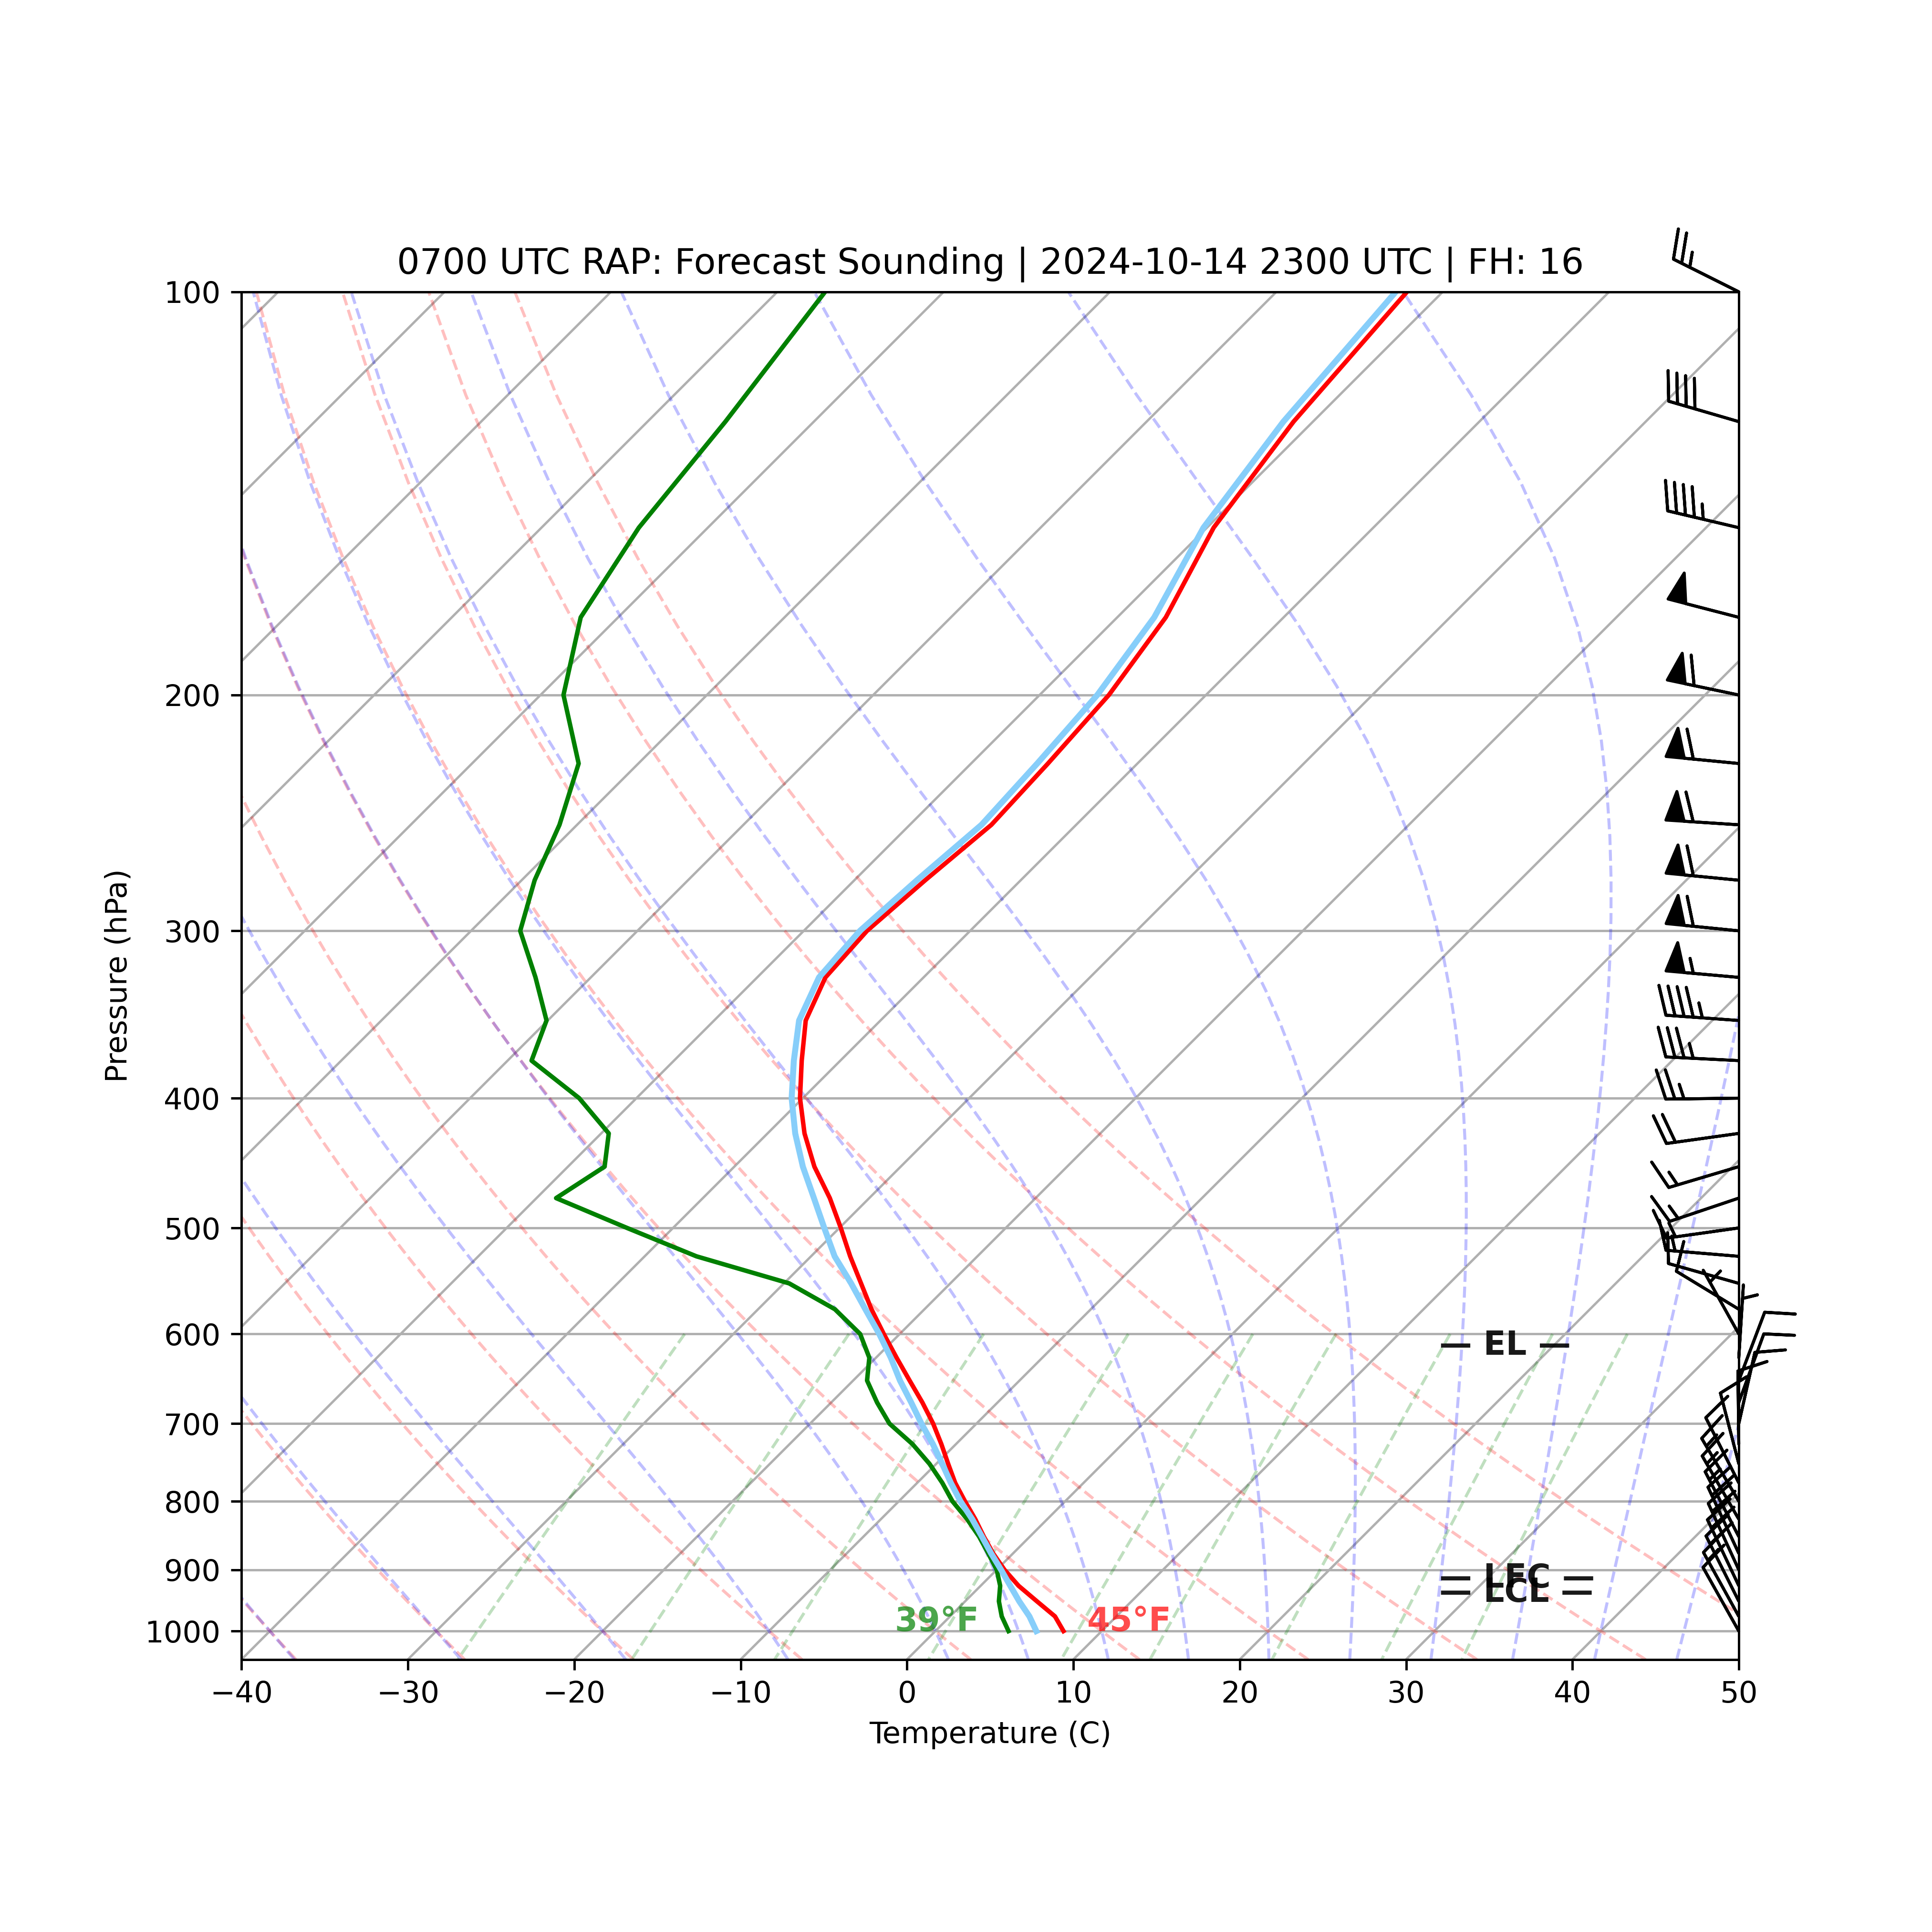 0700 UTC RAP: Forecast Sounding | 2024-10-14 2300 UTC | FH: 16
100
200
300
400
500
600
700
800
900
1000
Pressure (hPa)
— EL —
— LFC —
— LCL —
39°F
45°F
−40 −30 −20 −10 0 10 20 30 40 50
Temperature (C)